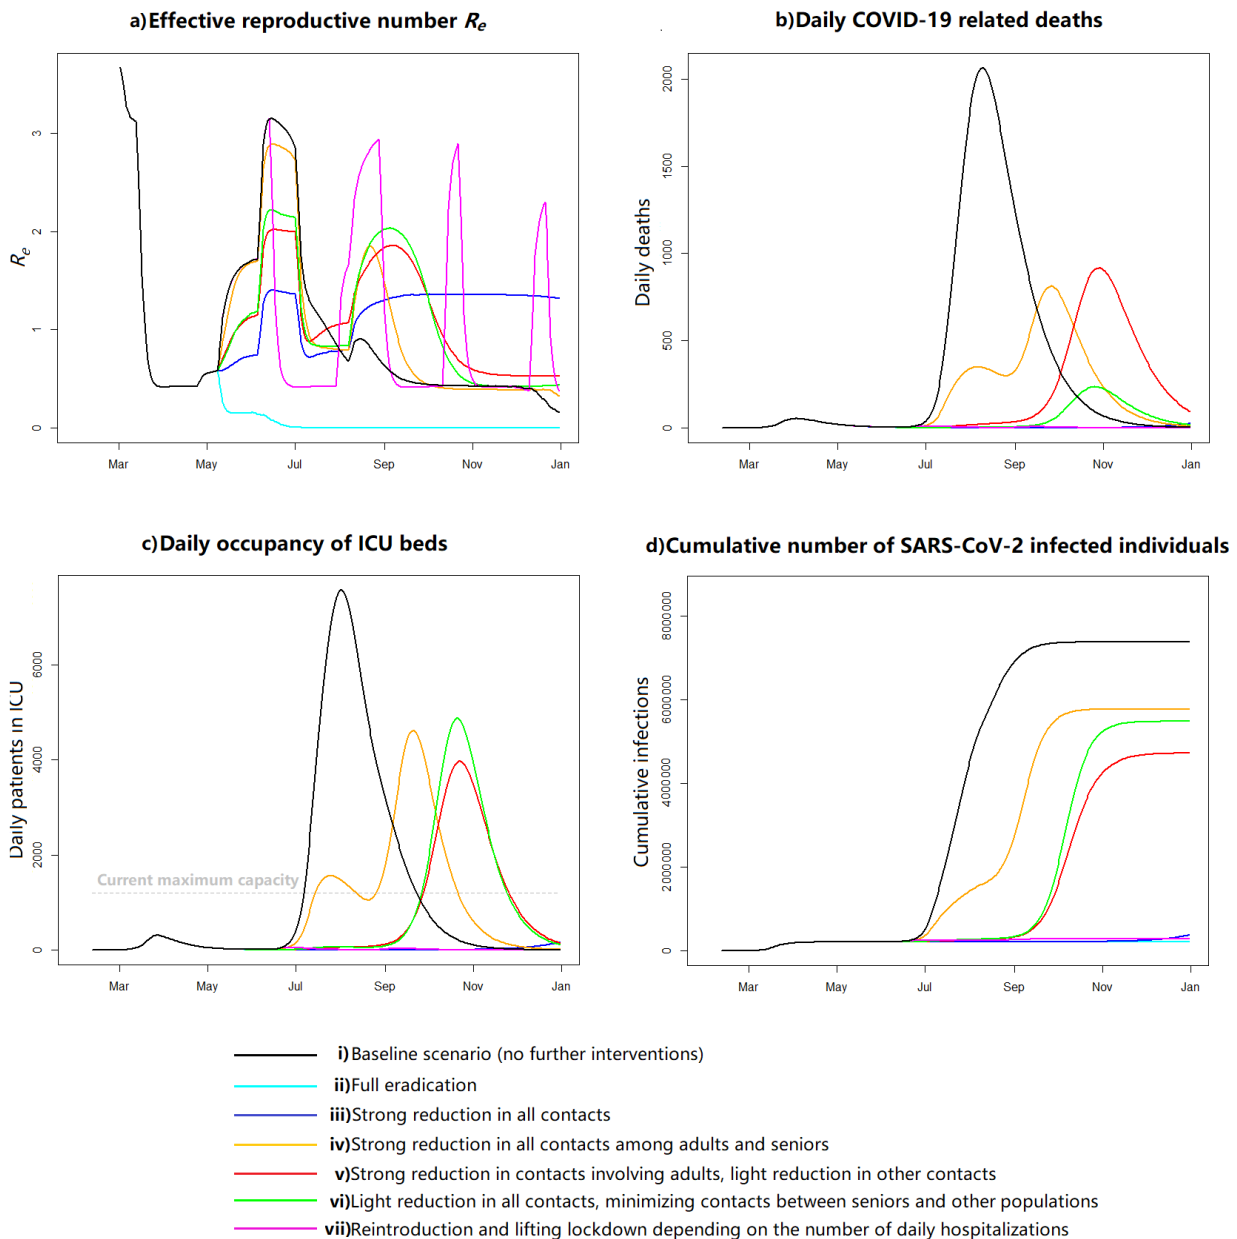 a)Effective reproductive number Re
b)Daily COVID-19 related deaths
Re
0
1
2
3
Mar
May
Jul
Sep
Nov
Jan
Daily deaths
0
500
1000
1500
2000
Mar
May
Jul
Sep
Nov
Jan
c)Daily occupancy of ICU beds
d)Cumulative number of SARS-CoV-2 infected individuals
Daily patients in ICU
0
2000
4000
6000
Current maximum capacity
Mar
May
Jul
Sep
Nov
Jan
Cumulative infections
0
2000000
4000000
6000000
8000000
Mar
May
Jul
Sep
Nov
Jan
i)Baseline scenario (no further interventions)
ii)Full eradication
iii)Strong reduction in all contacts
iv)Strong reduction in all contacts among adults and seniors
v)Strong reduction in contacts involving adults, light reduction in other contacts
vi)Light reduction in all contacts, minimizing contacts between seniors and other populations
vii)Reintroduction and lifting lockdown depending on the number of daily hospitalizations